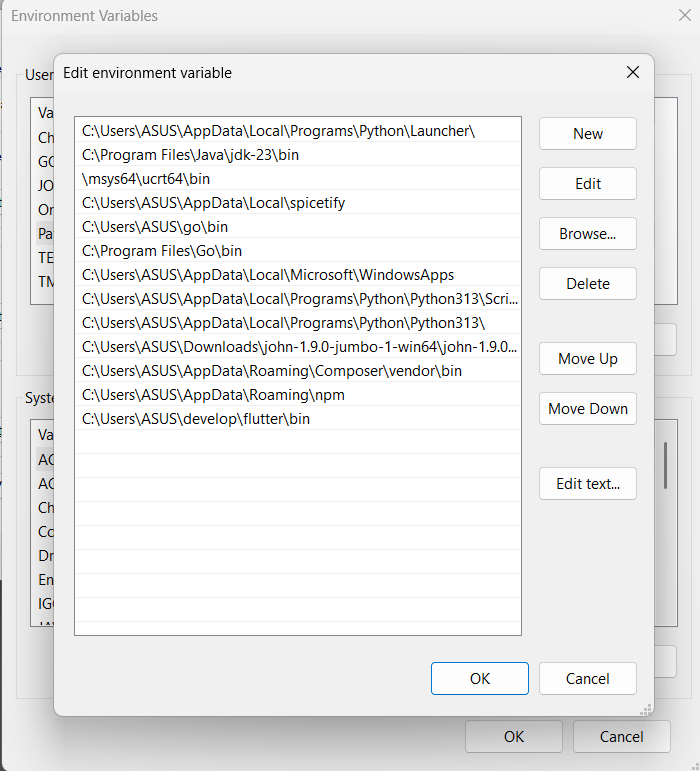 Environment Variables
Edit environment variable
User
Va
Ch
GO
JO
On
Pa
TE
TM
C:\Users\ASUS\AppData\Local\Programs\Python\Launcher\
C:\Program Files\Java\jdk-23\bin
\msys64\ucrt64\bin
C:\Users\ASUS\AppData\Local\spicetify
C:\Users\ASUS\go\bin
C:\Program Files\Go\bin
C:\Users\ASUS\AppData\Local\Microsoft\WindowsApps
C:\Users\ASUS\AppData\Local\Programs\Python\Python313\Scri...
C:\Users\ASUS\AppData\Local\Programs\Python\Python313\
C:\Users\ASUS\Downloads\john-1.9.0-jumbo-1-win64\john-1.9.0...
C:\Users\ASUS\AppData\Roaming\Composer\vendor\bin
C:\Users\ASUS\AppData\Roaming\npm
C:\Users\ASUS\develop\flutter\bin
New
Edit
Browse...
Delete
Move Up
Move Down
Edit text...
Syste
Va
AC
AC
Ch
Co
Dr
En
IGC
OK
Cancel
OK
Cancel